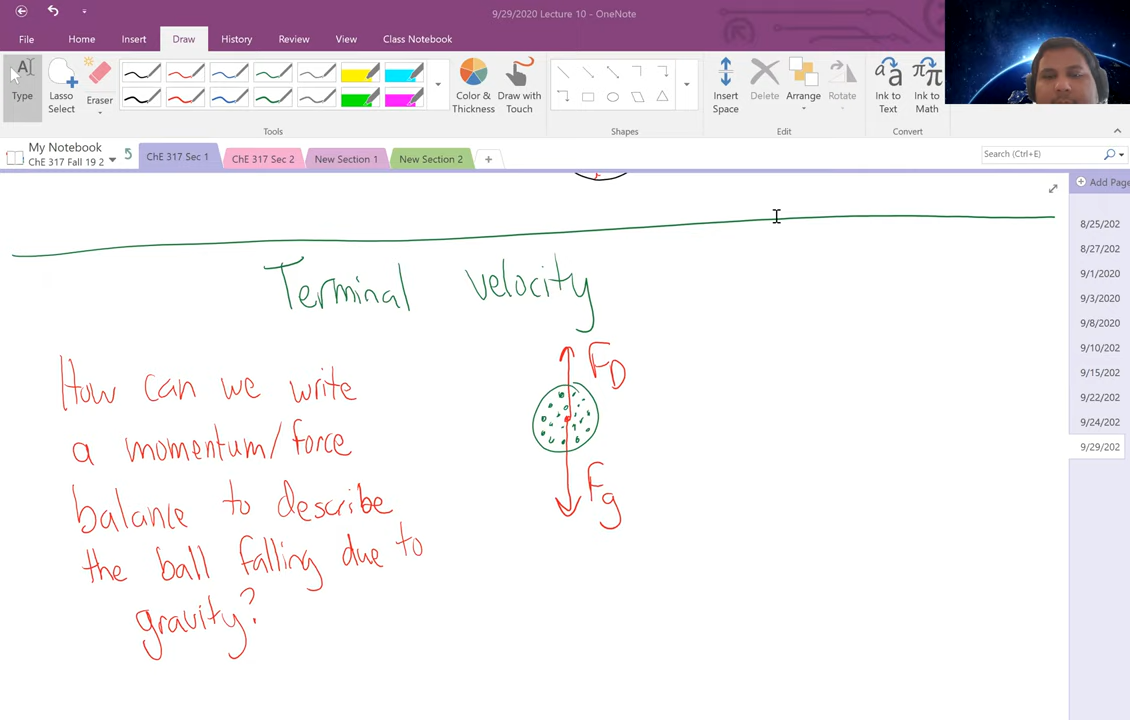 9/29/2020 Lecture 10 - OneNote
File Home Insert Draw History Review View Class Notebook
Type
Lasso Select
Eraser
Color & Thickness
Draw with Touch
Insert Space
Delete
Arrange
Rotate
Ink to Text
Ink to Math
Tools Shapes Edit Convert
My Notebook
ChE 317 Fall 19 2
ChE 317 Sec 1 ChE 317 Sec 2 New Section 1 New Section 2 +
Search (Ctrl+E)
Add Page
8/25/202
8/27/202
9/1/2020
9/3/2020
9/8/2020
9/10/202
9/15/202
9/22/202
9/24/202
9/29/202
Terminal velocity
How can we write
a momentum/force
balance to describe
the ball falling due to
gravity?
F_D
F_g